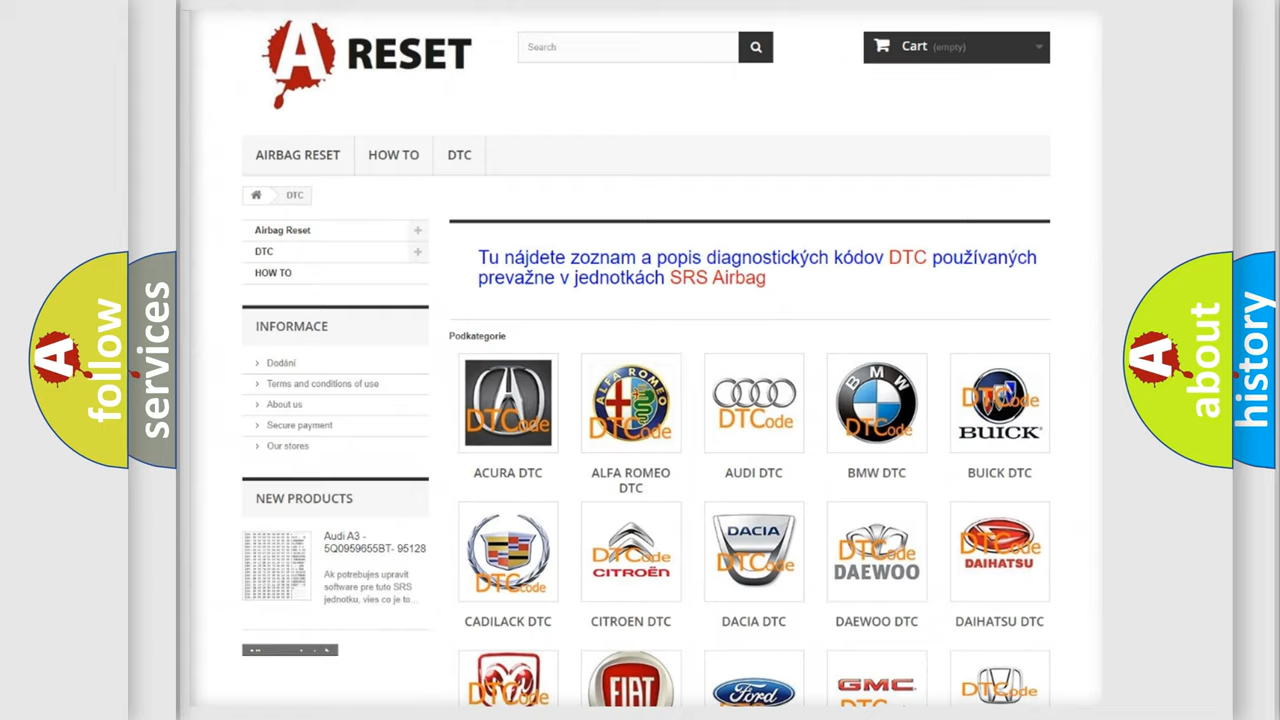 A RESET
Search
Cart (empty)
AIRBAG RESET
HOW TO
DTC
DTC
Airbag Reset
DTC
HOW TO
Tu nájdete zoznam a popis diagnostických kódov DTC používaných
prevažne v jednotkách SRS Airbag
INFORMACE
Dodání
Terms and conditions of use
About us
Secure payment
Our stores
Podkategorie
DTCode
ALFA ROMEO
DTCode
DTCode
BMW
DTCode
DTCode
BUICK
ACURA DTC
ALFA ROMEO
DTC
AUDI DTC
BMW DTC
BUICK DTC
NEW PRODUCTS
Audi A3 -
5Q0959655BT- 95128
Ak potrebujes upravit
software pre tuto SRS
jednotku, vies co je to...
DTCode
DTCode
CITROËN
DACIA
DTCode
DTCode
DAEWOO
DTCode
DAIHATSU
CADILACK DTC
CITROEN DTC
DACIA DTC
DAEWOO DTC
DAIHATSU DTC
DTCode
FIAT
Ford
GMC
DTCode
A follow
services
A about
history